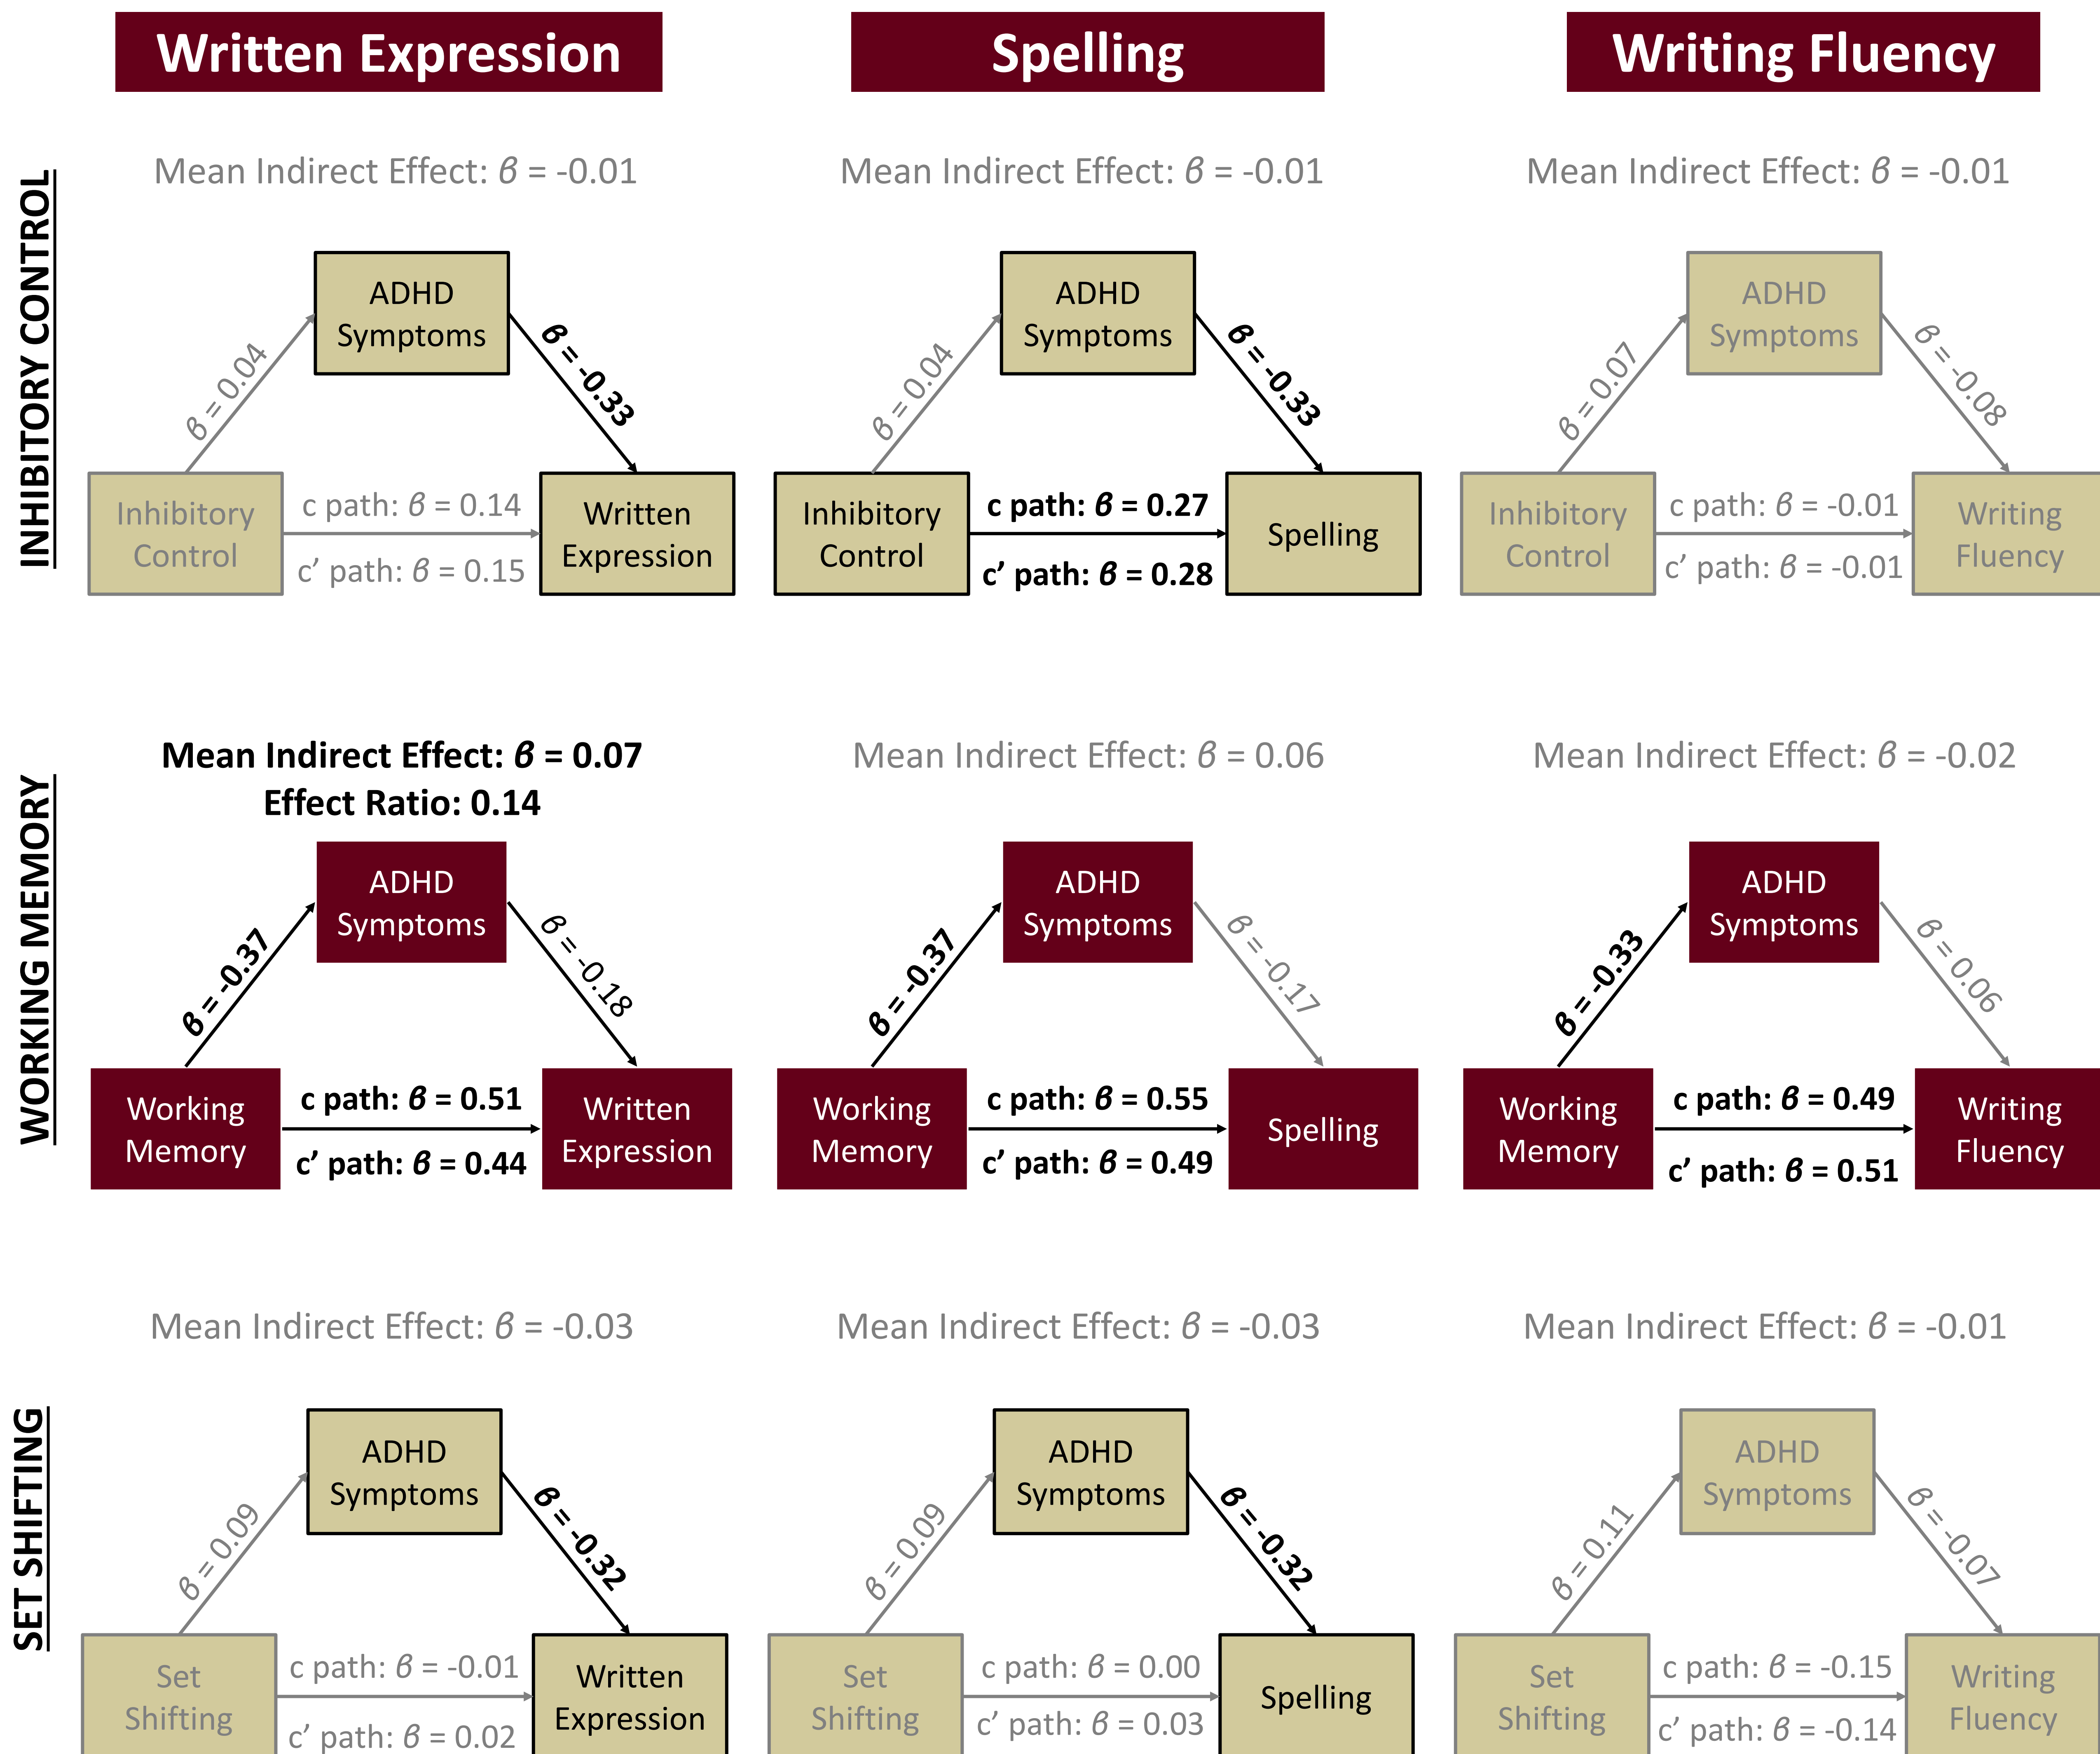 Written Expression
Spelling
Writing Fluency
INHIBITORY CONTROL
Mean Indirect Effect: β = -0.01
ADHD
Symptoms
β = 0.04
β = -0.33
Inhibitory
Control
c path: β = 0.14
c’ path: β = 0.15
Written
Expression
Mean Indirect Effect: β = -0.01
ADHD
Symptoms
β = 0.04
β = -0.33
Inhibitory
Control
c path: β = 0.27
c’ path: β = 0.28
Spelling
Mean Indirect Effect: β = -0.01
ADHD
Symptoms
β = 0.07
β = -0.08
Inhibitory
Control
c path: β = -0.01
c’ path: β = -0.01
Writing
Fluency
WORKING MEMORY
Mean Indirect Effect: β = 0.07
Effect Ratio: 0.14
ADHD
Symptoms
β = -0.37
β = -0.18
Working
Memory
c path: β = 0.51
c’ path: β = 0.44
Written
Expression
Mean Indirect Effect: β = 0.06
ADHD
Symptoms
β = -0.37
β = -0.17
Working
Memory
c path: β = 0.55
c’ path: β = 0.49
Spelling
Mean Indirect Effect: β = -0.02
ADHD
Symptoms
β = -0.33
β = 0.06
Working
Memory
c path: β = 0.49
c’ path: β = 0.51
Writing
Fluency
SET SHIFTING
Mean Indirect Effect: β = -0.03
ADHD
Symptoms
β = 0.09
β = -0.32
Set
Shifting
c path: β = -0.01
c’ path: β = 0.02
Written
Expression
Mean Indirect Effect: β = -0.03
ADHD
Symptoms
β = 0.09
β = -0.32
Set
Shifting
c path: β = 0.00
c’ path: β = 0.03
Spelling
Mean Indirect Effect: β = -0.01
ADHD
Symptoms
β = 0.11
β = -0.07
Set
Shifting
c path: β = -0.15
c’ path: β = -0.14
Writing
Fluency